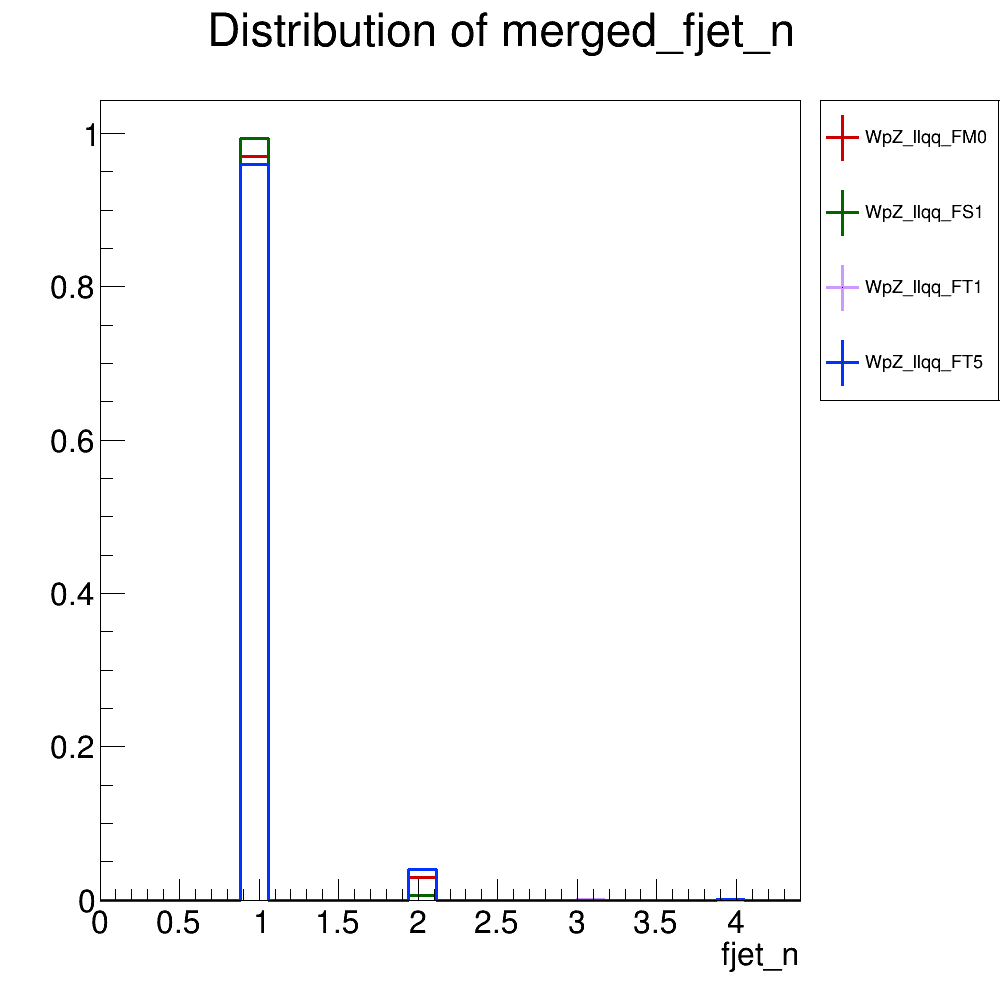 Distribution of merged_fjet_n
1
0.8
0.6
0.4
0.2
0
0 0.5 1 1.5 2 2.5 3 3.5 4
fjet_n
WpZ_llqq_FM0
WpZ_llqq_FS1
WpZ_llqq_FT1
WpZ_llqq_FT5